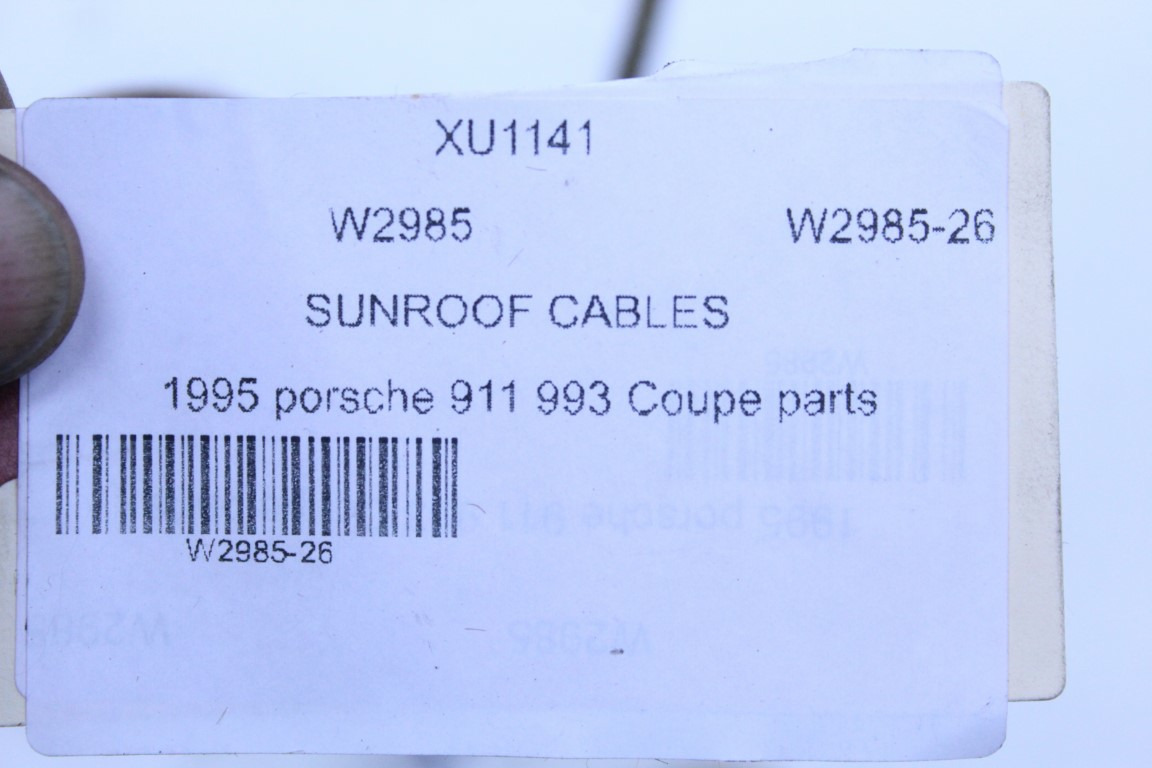 XU1141
W2985 W2985-26
SUNROOF CABLES
1995 porsche 911 993 Coupe parts
W2985-26